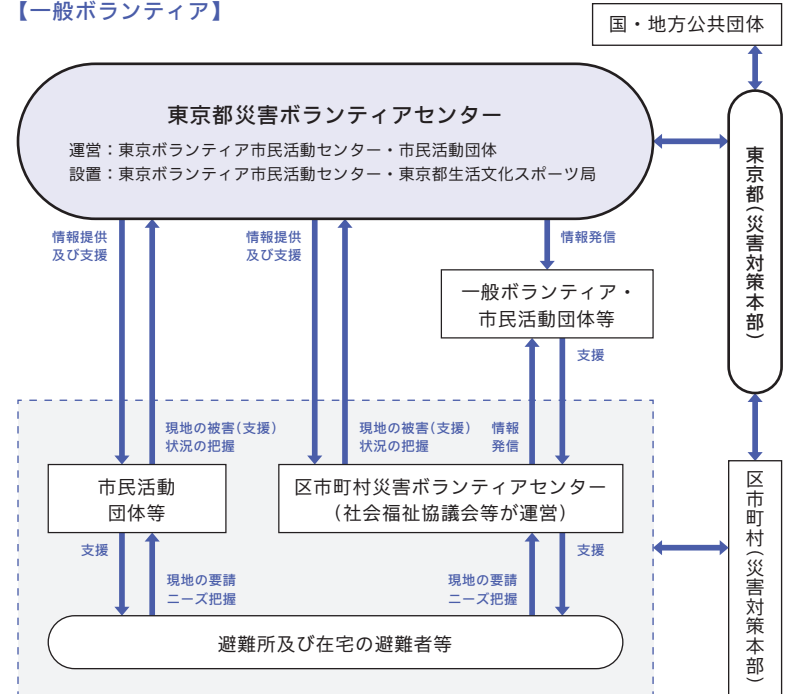 【一般ボランティア】
国・地方公共団体
東京都災害ボランティアセンター
運営：東京ボランティア市民活動センター・市民活動団体
設置：東京ボランティア市民活動センター・東京都生活文化スポーツ局
東京都（災害対策本部）
情報提供
及び支援
情報提供
及び支援
情報発信
一般ボランティア・
市民活動団体等
支援
現地の被害(支援)
状況の把握
現地の被害(支援)
状況の把握
情報
発信
市民活動
団体等
区市町村災害ボランティアセンター
（社会福祉協議会等が運営）
区市町村（災害対策本部）
支援
現地の要請
ニーズ把握
現地の要請
ニーズ把握
支援
避難所及び在宅の避難者等